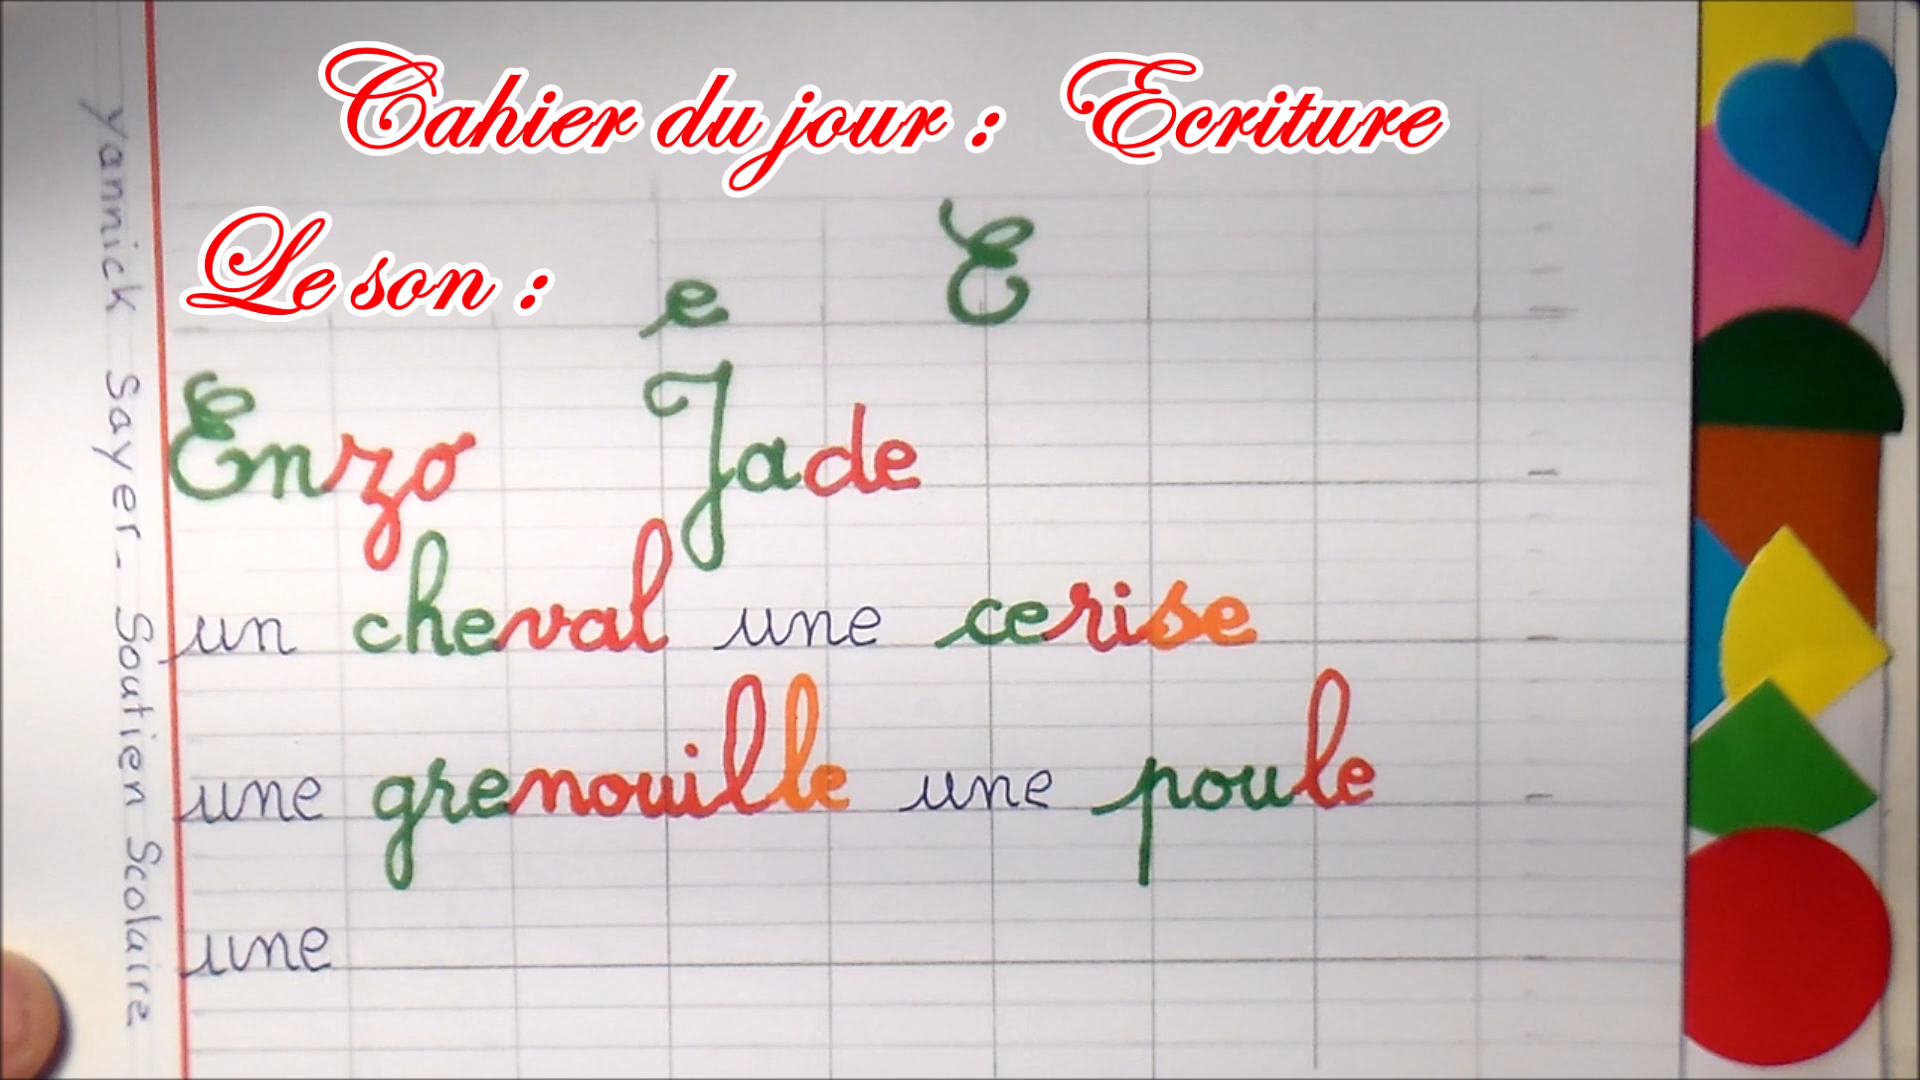 Cahier du jour : Ecriture
Le son : e E
Enzo Jade
un cheval une cerise
une grenouille une poule
une
Yannick Sayer - Soutien Scolaire